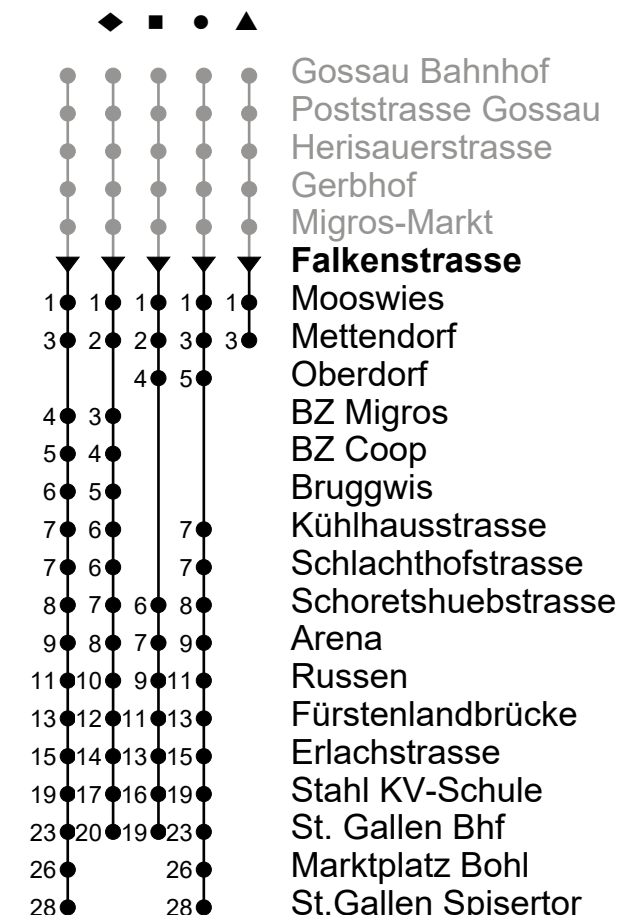 Gossau Bahnhof
Poststrasse Gossau
Herisauerstrasse
Gerbhof
Migros-Markt
Falkenstrasse
1 1 1 1 1 Mooswies
3 2 2 3 3 Mettendorf
4 5 Oberdorf
4 3 BZ Migros
5 4 BZ Coop
6 5 Bruggwis
7 6 7 Kühlhausstrasse
7 6 7 Schlachthofstrasse
8 7 6 8 Schoretshuebstrasse
9 8 7 9 Arena
11 10 9 11 Russen
13 12 11 13 Fürstenlandbrücke
15 14 13 15 Erlachstrasse
19 17 16 19 Stahl KV-Schule
23 20 19 23 St. Gallen Bhf
26 26 Marktplatz Bohl
28 28 St.Gallen Spisertor